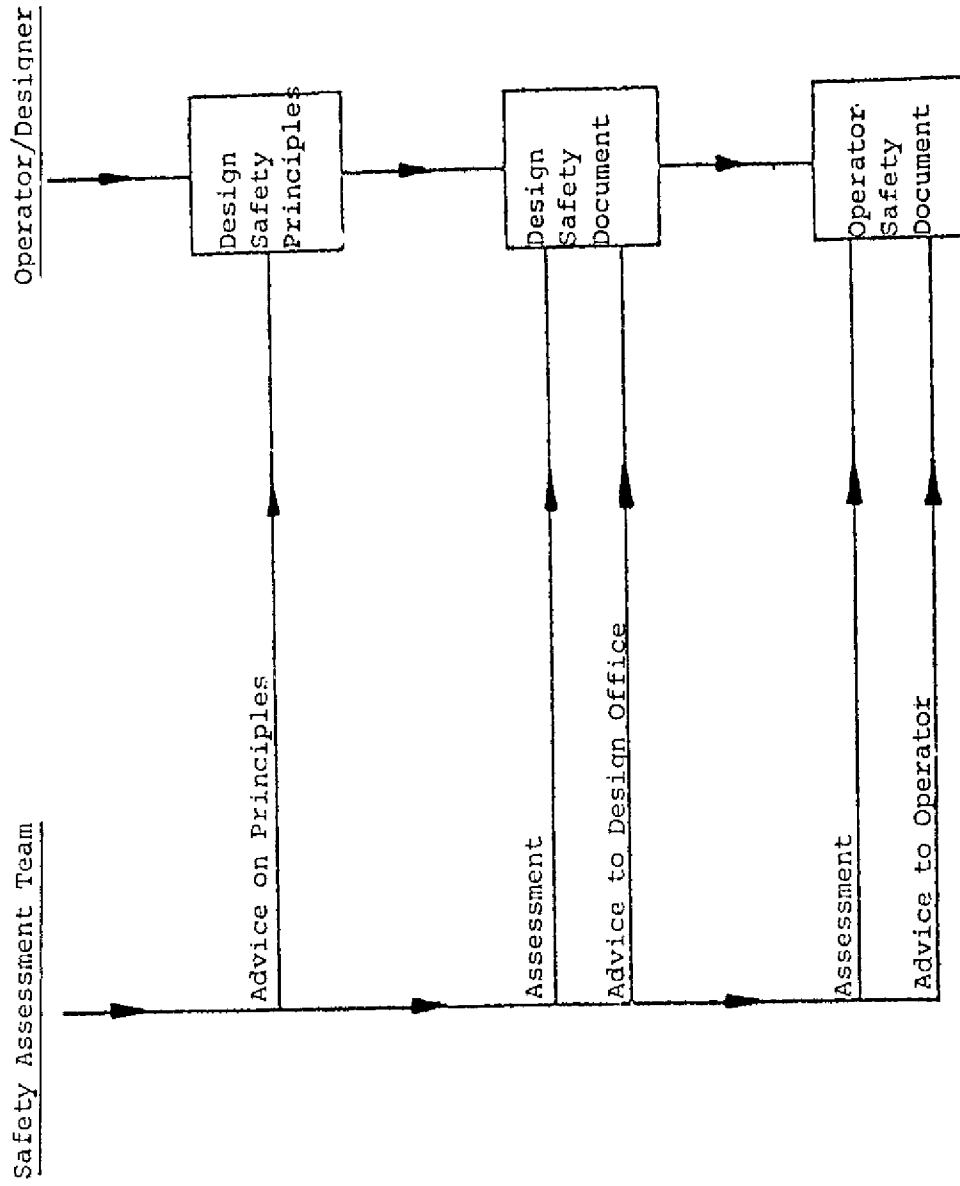 Safety Assessment Team
Operator/Designer
Advice on Principles
Design
Safety
Principles
Assessment
Advice to Design Office
Design
Safety
Document
Assessment
Advice to Operator
Operator
Safety
Document